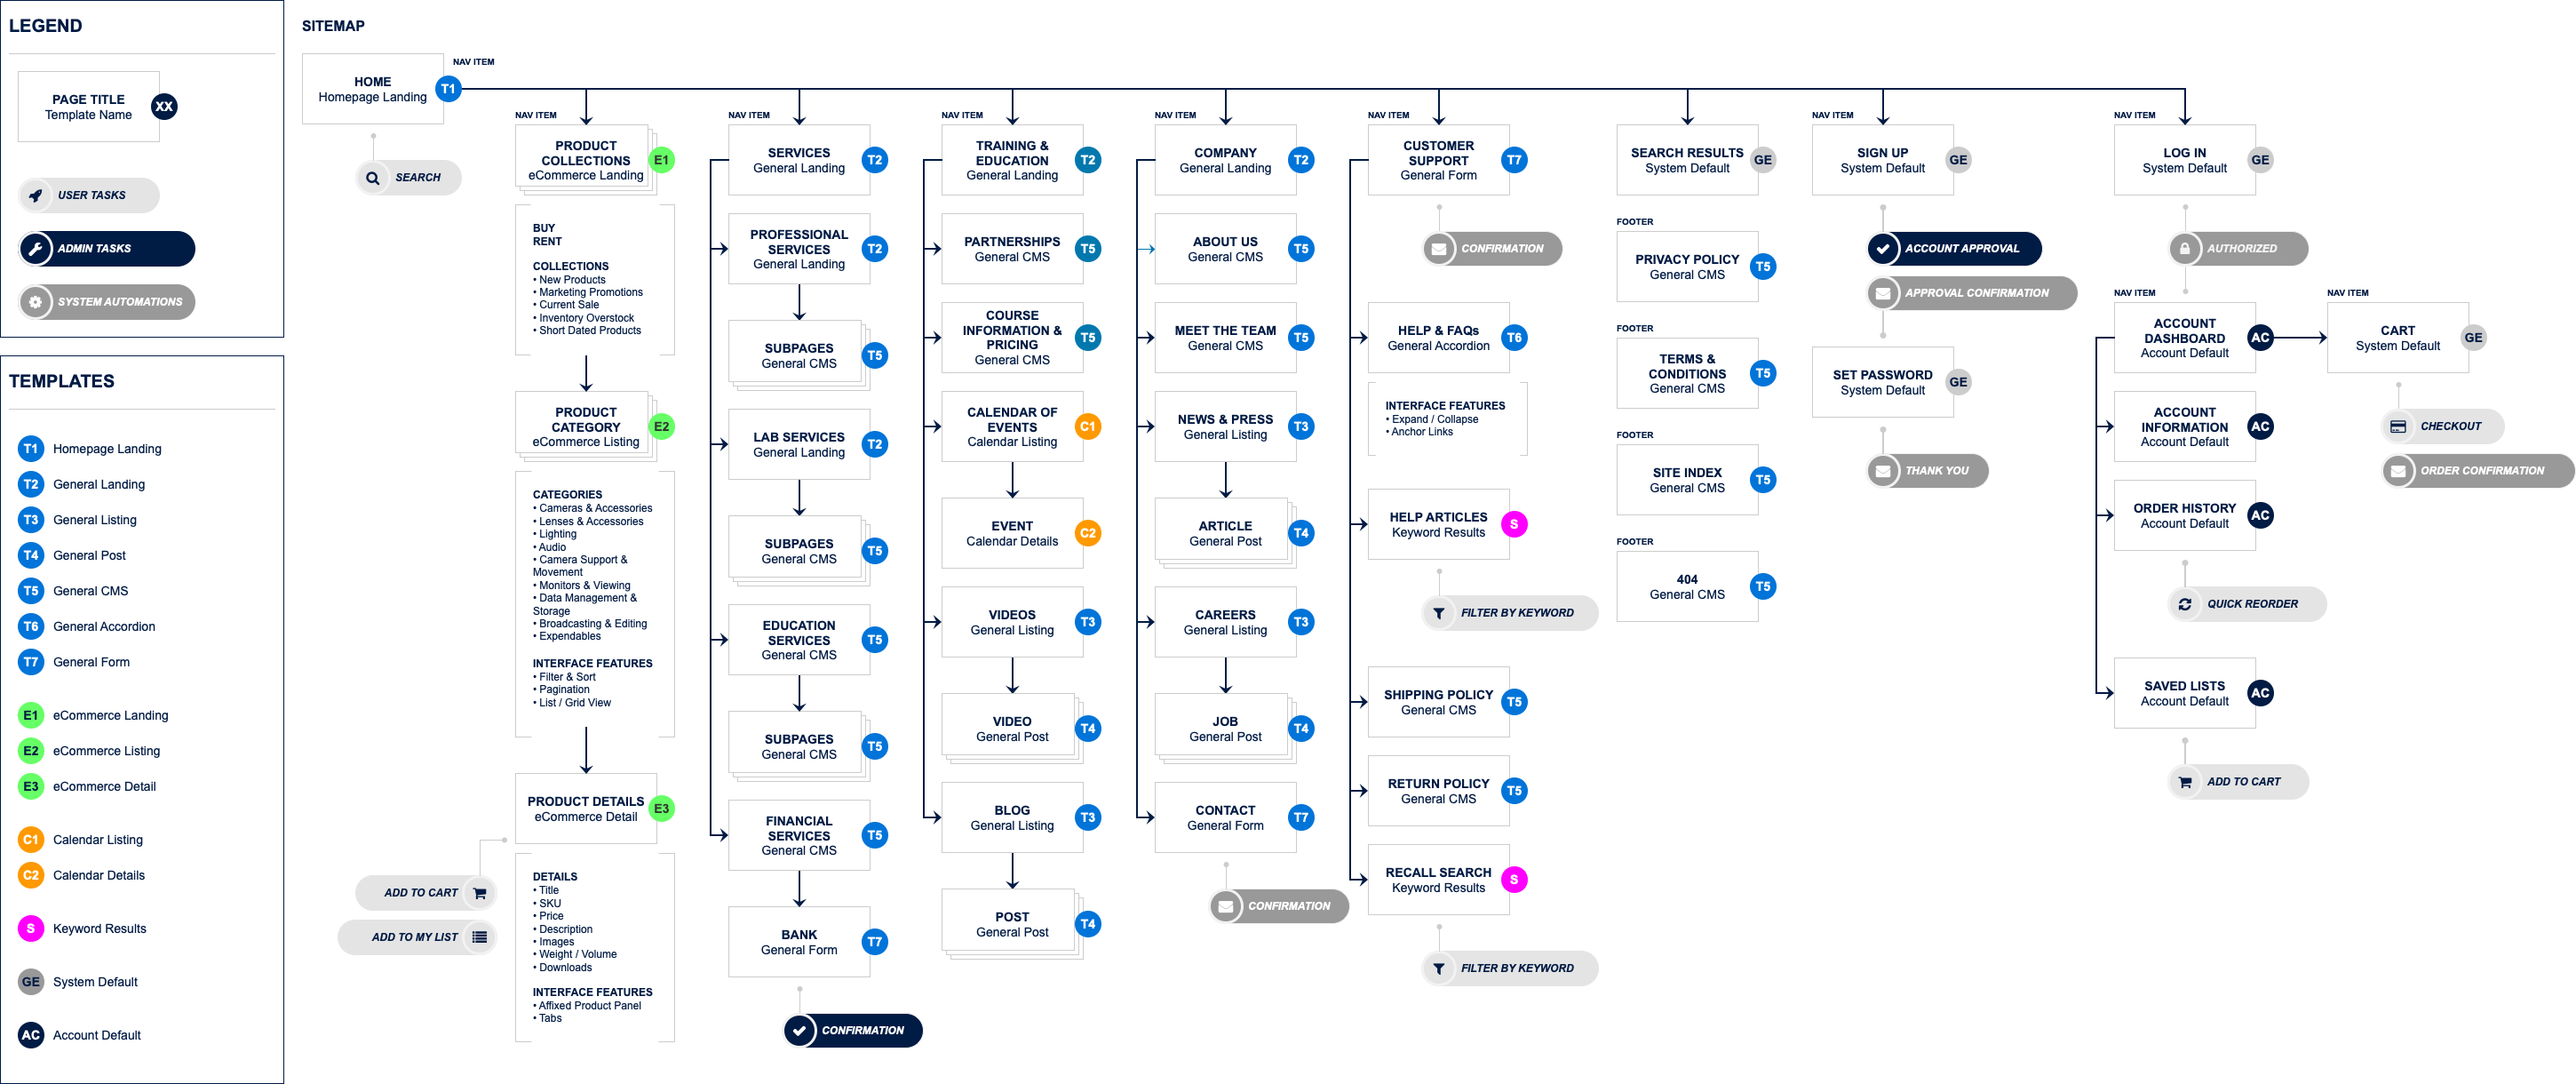 LEGEND
PAGE TITLE
Template Name
XX
USER TASKS
ADMIN TASKS
SYSTEM AUTOMATIONS
TEMPLATES
T1 Homepage Landing
T2 General Landing
T3 General Listing
T4 General Post
T5 General CMS
T6 General Accordion
T7 General Form
E1 eCommerce Landing
E2 eCommerce Listing
E3 eCommerce Detail
C1 Calendar Listing
C2 Calendar Details
S Keyword Results
GE System Default
AC Account Default
SITEMAP
NAV ITEM
HOME
Homepage Landing
T1
SEARCH
NAV ITEM
PRODUCT
COLLECTIONS
eCommerce Landing
E1
BUY
RENT
COLLECTIONS
• New Products
• Marketing Promotions
• Current Sale
• Inventory Overstock
• Short Dated Products
PRODUCT
CATEGORY
eCommerce Listing
E2
CATEGORIES
• Cameras & Accessories
• Lenses & Accessories
• Lighting
• Audio
• Camera Support &
Movement
• Monitors & Viewing
• Data Management &
Storage
• Broadcasting & Editing
• Expendables
INTERFACE FEATURES
• Filter & Sort
• Pagination
• List / Grid View
PRODUCT DETAILS
eCommerce Detail
E3
ADD TO CART
ADD TO MY LIST
DETAILS
• Title
• SKU
• Price
• Description
• Images
• Weight / Volume
• Downloads
INTERFACE FEATURES
• Affixed Product Panel
• Tabs
NAV ITEM
SERVICES
General Landing
T2
PROFESSIONAL
SERVICES
General Landing
T2
SUBPAGES
General CMS
T5
LAB SERVICES
General Landing
T2
SUBPAGES
General CMS
T5
EDUCATION
SERVICES
General CMS
T5
SUBPAGES
General CMS
T5
FINANCIAL
SERVICES
General CMS
T5
BANK
General Form
T7
CONFIRMATION
NAV ITEM
TRAINING &
EDUCATION
General Landing
T2
PARTNERSHIPS
General CMS
T5
COURSE
INFORMATION &
PRICING
General CMS
T5
CALENDAR OF
EVENTS
Calendar Listing
C1
EVENT
Calendar Details
C2
VIDEOS
General Listing
T3
VIDEO
General Post
T4
BLOG
General Listing
T3
POST
General Post
T4
NAV ITEM
COMPANY
General Landing
T2
ABOUT US
General CMS
T5
MEET THE TEAM
General CMS
T5
NEWS & PRESS
General Listing
T3
ARTICLE
General Post
T4
CAREERS
General Listing
T3
JOB
General Post
T4
CONTACT
General Form
T7
CONFIRMATION
NAV ITEM
CUSTOMER
SUPPORT
General Form
T7
CONFIRMATION
HELP & FAQs
General Accordion
T6
INTERFACE FEATURES
• Expand / Collapse
• Anchor Links
HELP ARTICLES
Keyword Results
S
FILTER BY KEYWORD
SHIPPING POLICY
General CMS
T5
RETURN POLICY
General CMS
T5
RECALL SEARCH
Keyword Results
S
FILTER BY KEYWORD
SEARCH RESULTS
System Default
GE
FOOTER
PRIVACY POLICY
General CMS
T5
FOOTER
TERMS &
CONDITIONS
General CMS
T5
FOOTER
SITE INDEX
General CMS
T5
FOOTER
404
General CMS
T5
NAV ITEM
SIGN UP
System Default
GE
ACCOUNT APPROVAL
APPROVAL CONFIRMATION
SET PASSWORD
System Default
GE
THANK YOU
NAV ITEM
LOG IN
System Default
GE
AUTHORIZED
NAV ITEM
ACCOUNT
DASHBOARD
Account Default
AC
ACCOUNT
INFORMATION
Account Default
AC
ORDER HISTORY
Account Default
AC
QUICK REORDER
SAVED LISTS
Account Default
AC
ADD TO CART
NAV ITEM
CART
System Default
GE
CHECKOUT
ORDER CONFIRMATION